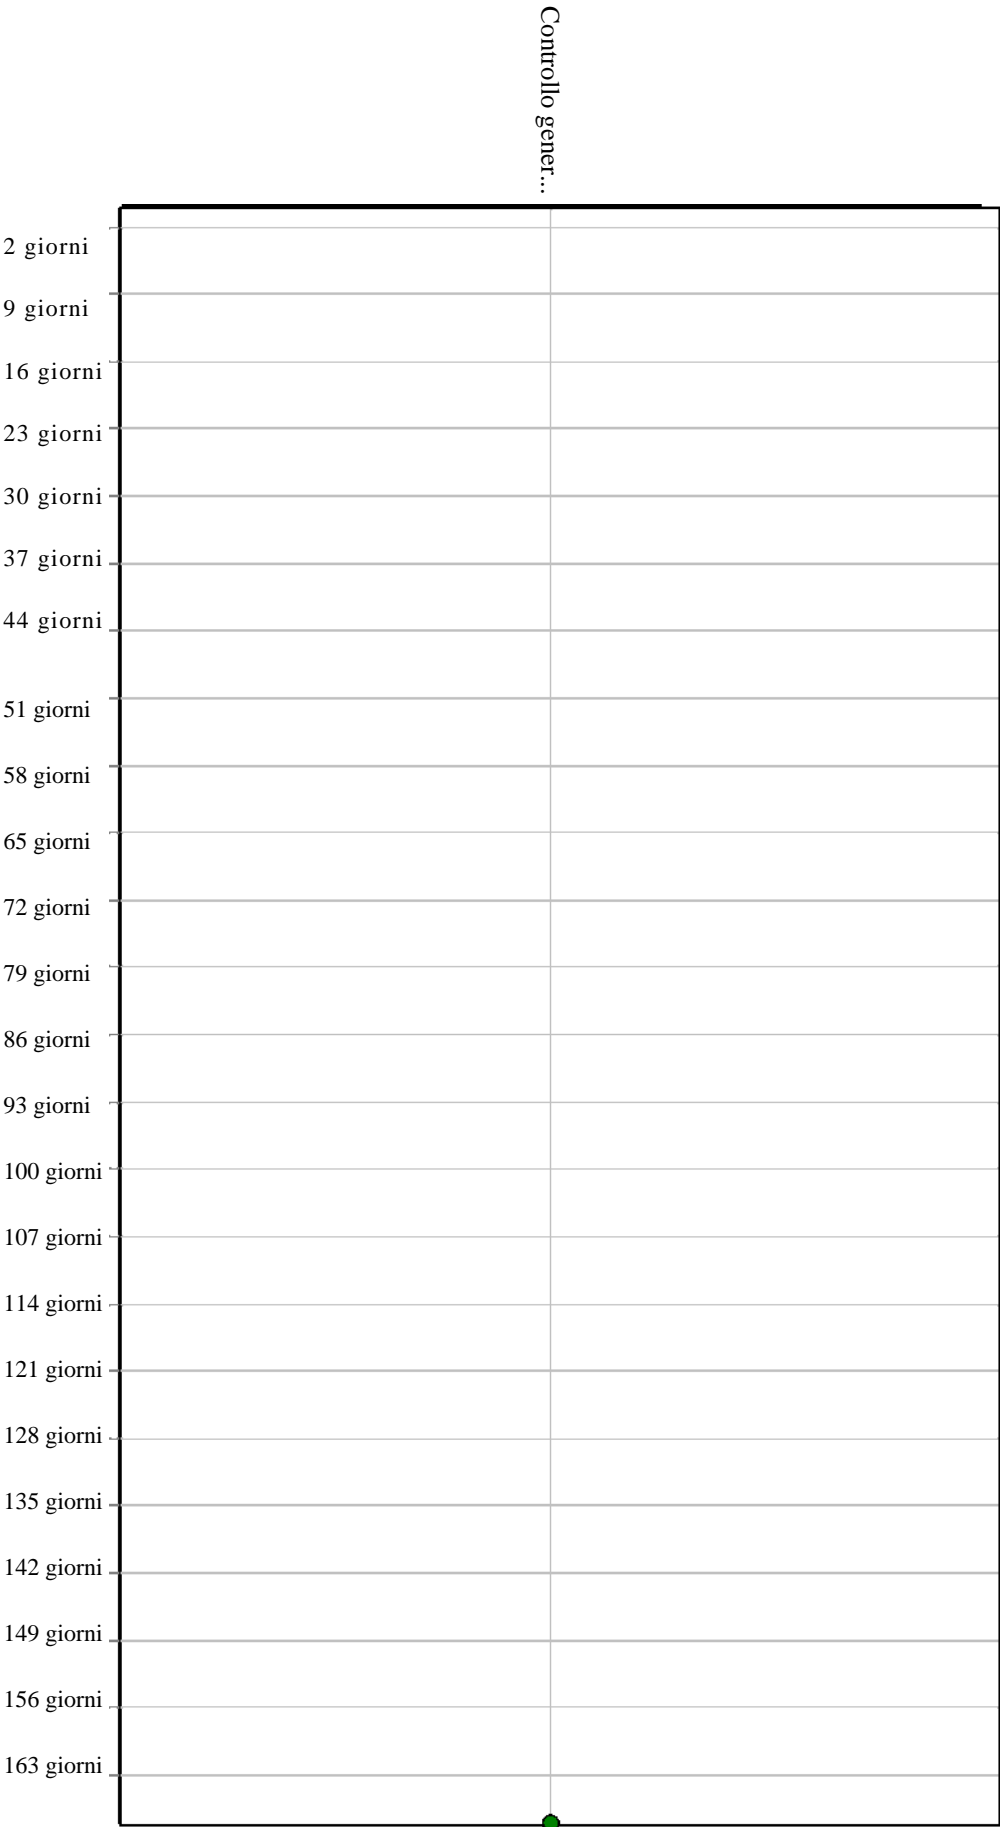 Controllo gener...
2 giorni
9 giorni
16 giorni
23 giorni
30 giorni
37 giorni
44 giorni
51 giorni
58 giorni
65 giorni
72 giorni
79 giorni
86 giorni
93 giorni
100 giorni
107 giorni
114 giorni
121 giorni
128 giorni
135 giorni
142 giorni
149 giorni
156 giorni
163 giorni